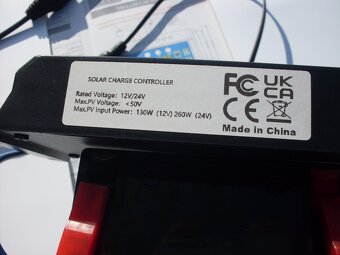 SOLAR CHARGE CONTROLLER
Rated Voltage: 12V/24V
Max.PV Voltage: <50V
Max.PV Input Power: 130W (12V) 260W (24V)
FC UK
CE CA
Made in China